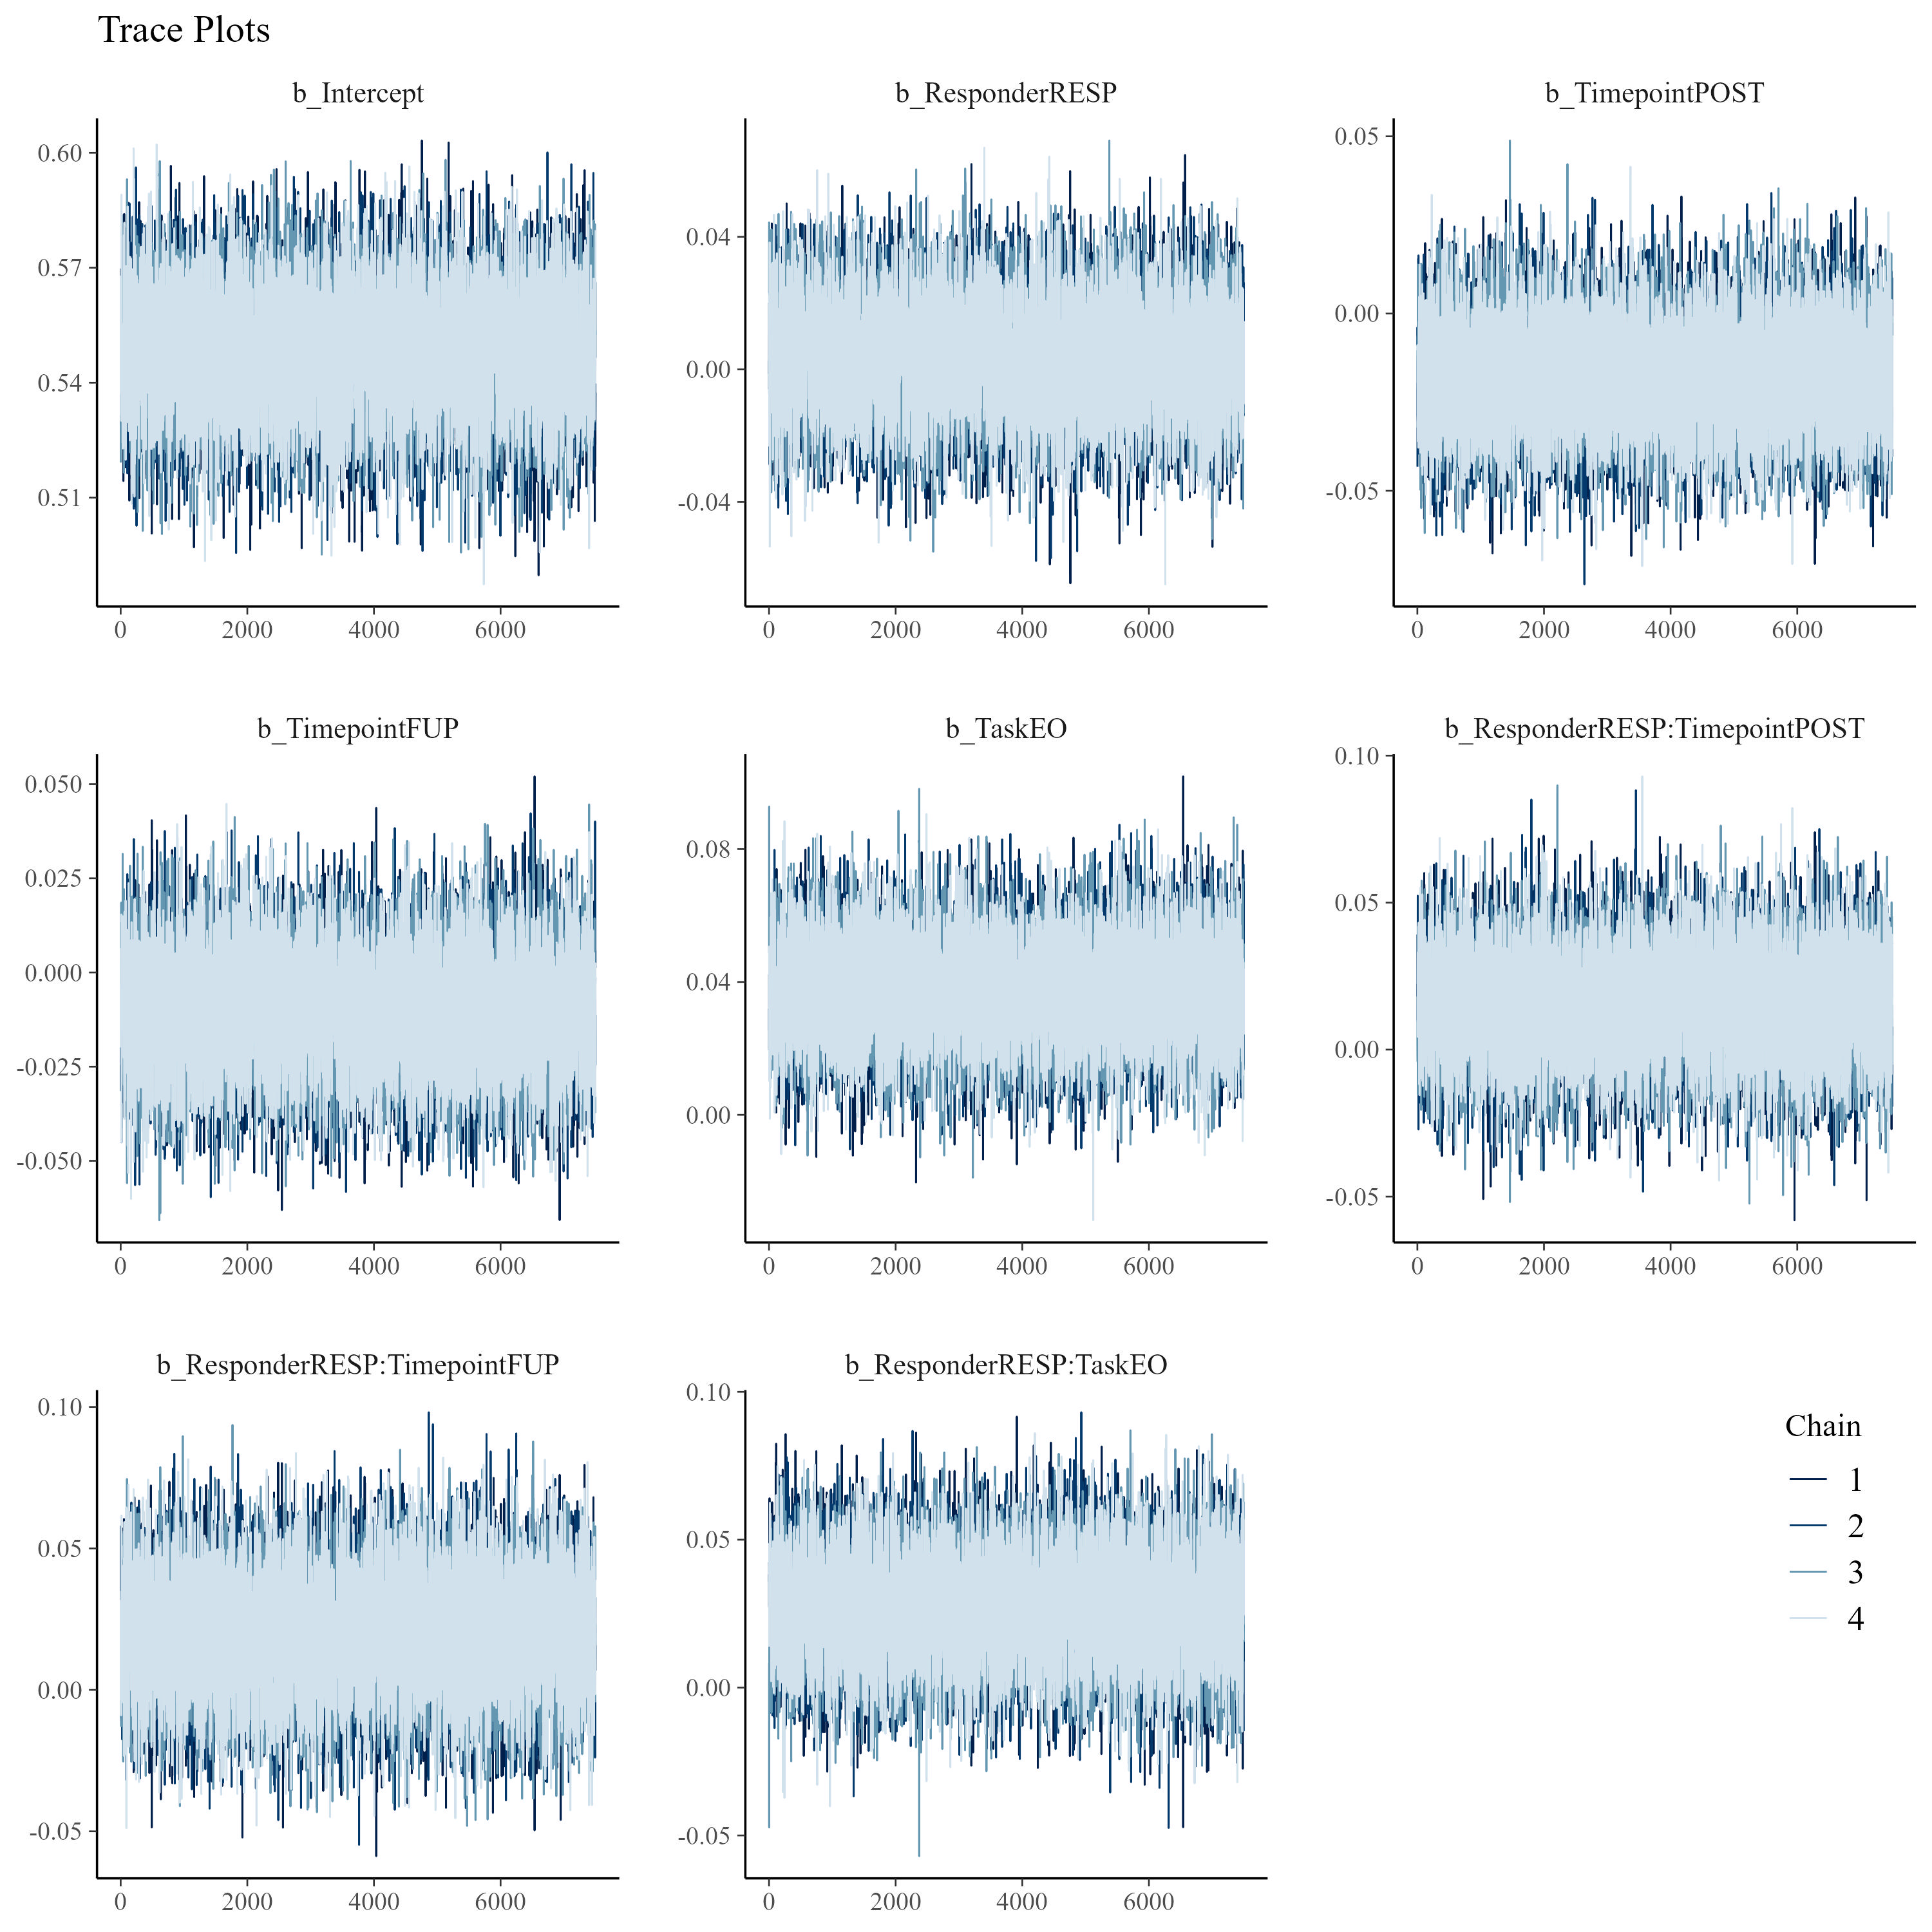 Trace Plots
b_Intercept
b_ResponderRESP
b_TimepointPOST
0.60
0.57
0.54
0.51
0.04
0.00
-0.04
0.05
0.00
-0.05
0 2000 4000 6000
0 2000 4000 6000
0 2000 4000 6000
b_TimepointFUP
b_TaskEO
b_ResponderRESP:TimepointPOST
0.050
0.025
0.000
-0.025
-0.050
0.08
0.04
0.00
0.10
0.05
0.00
-0.05
0 2000 4000 6000
0 2000 4000 6000
0 2000 4000 6000
b_ResponderRESP:TimepointFUP
b_ResponderRESP:TaskEO
0.10
0.05
0.00
-0.05
0.10
0.05
0.00
-0.05
0 2000 4000 6000
0 2000 4000 6000
Chain
1
2
3
4